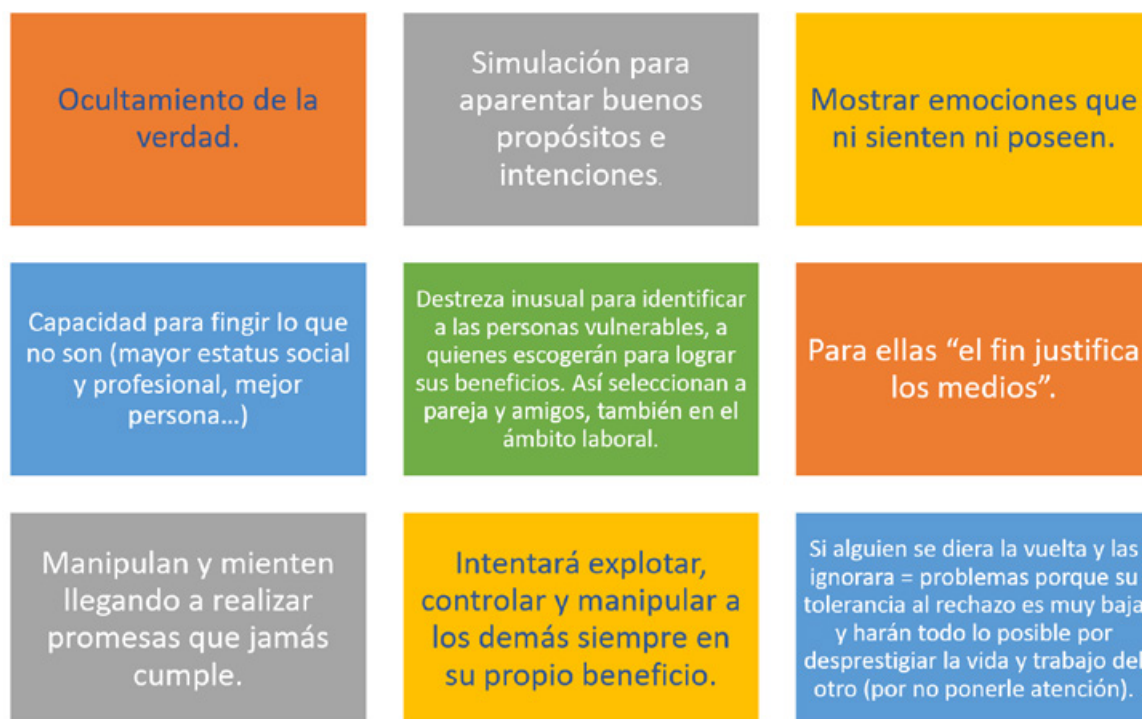 Ocultamiento de la
verdad.
Simulación para
aparentar buenos
propósitos e
intenciones.
Mostrar emociones que
ni sienten ni poseen.
Capacidad para fingir lo que
no son (mayor estatus social
y profesional, mejor
persona…)
Destreza inusual para identificar
a las personas vulnerables, a
quienes escogerán para lograr
sus beneficios. Así seleccionan a
pareja y amigos, también en el
ámbito laboral.
Para ellas “el fin justifica
los medios”.
Manipulan y mienten
llegando a realizar
promesas que jamás
cumple.
Intentará explotar,
controlar y manipular a
los demás siempre en
su propio beneficio.
Si alguien se diera la vuelta y las
ignorara = problemas porque su
tolerancia al rechazo es muy baja
y harán todo lo posible por
desprestigiar la vida y trabajo del
otro (por no ponerle atención).